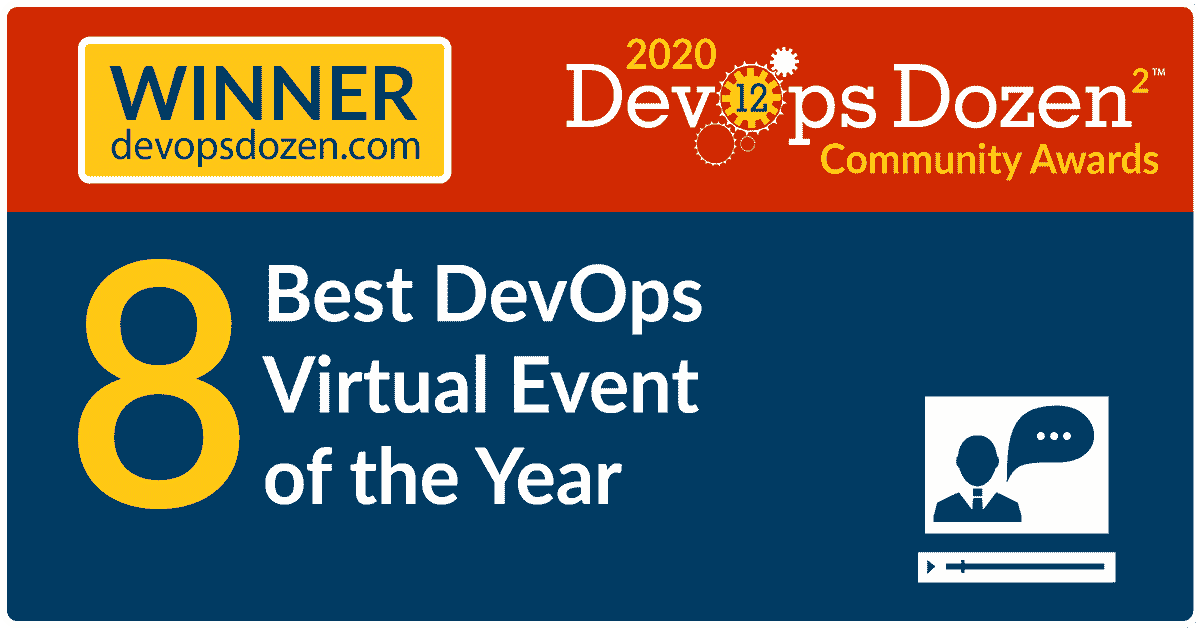 WINNER
devopsdozen.com
2020
DevOps Dozen2™
12
Community Awards
8
Best DevOps
Virtual Event
of the Year